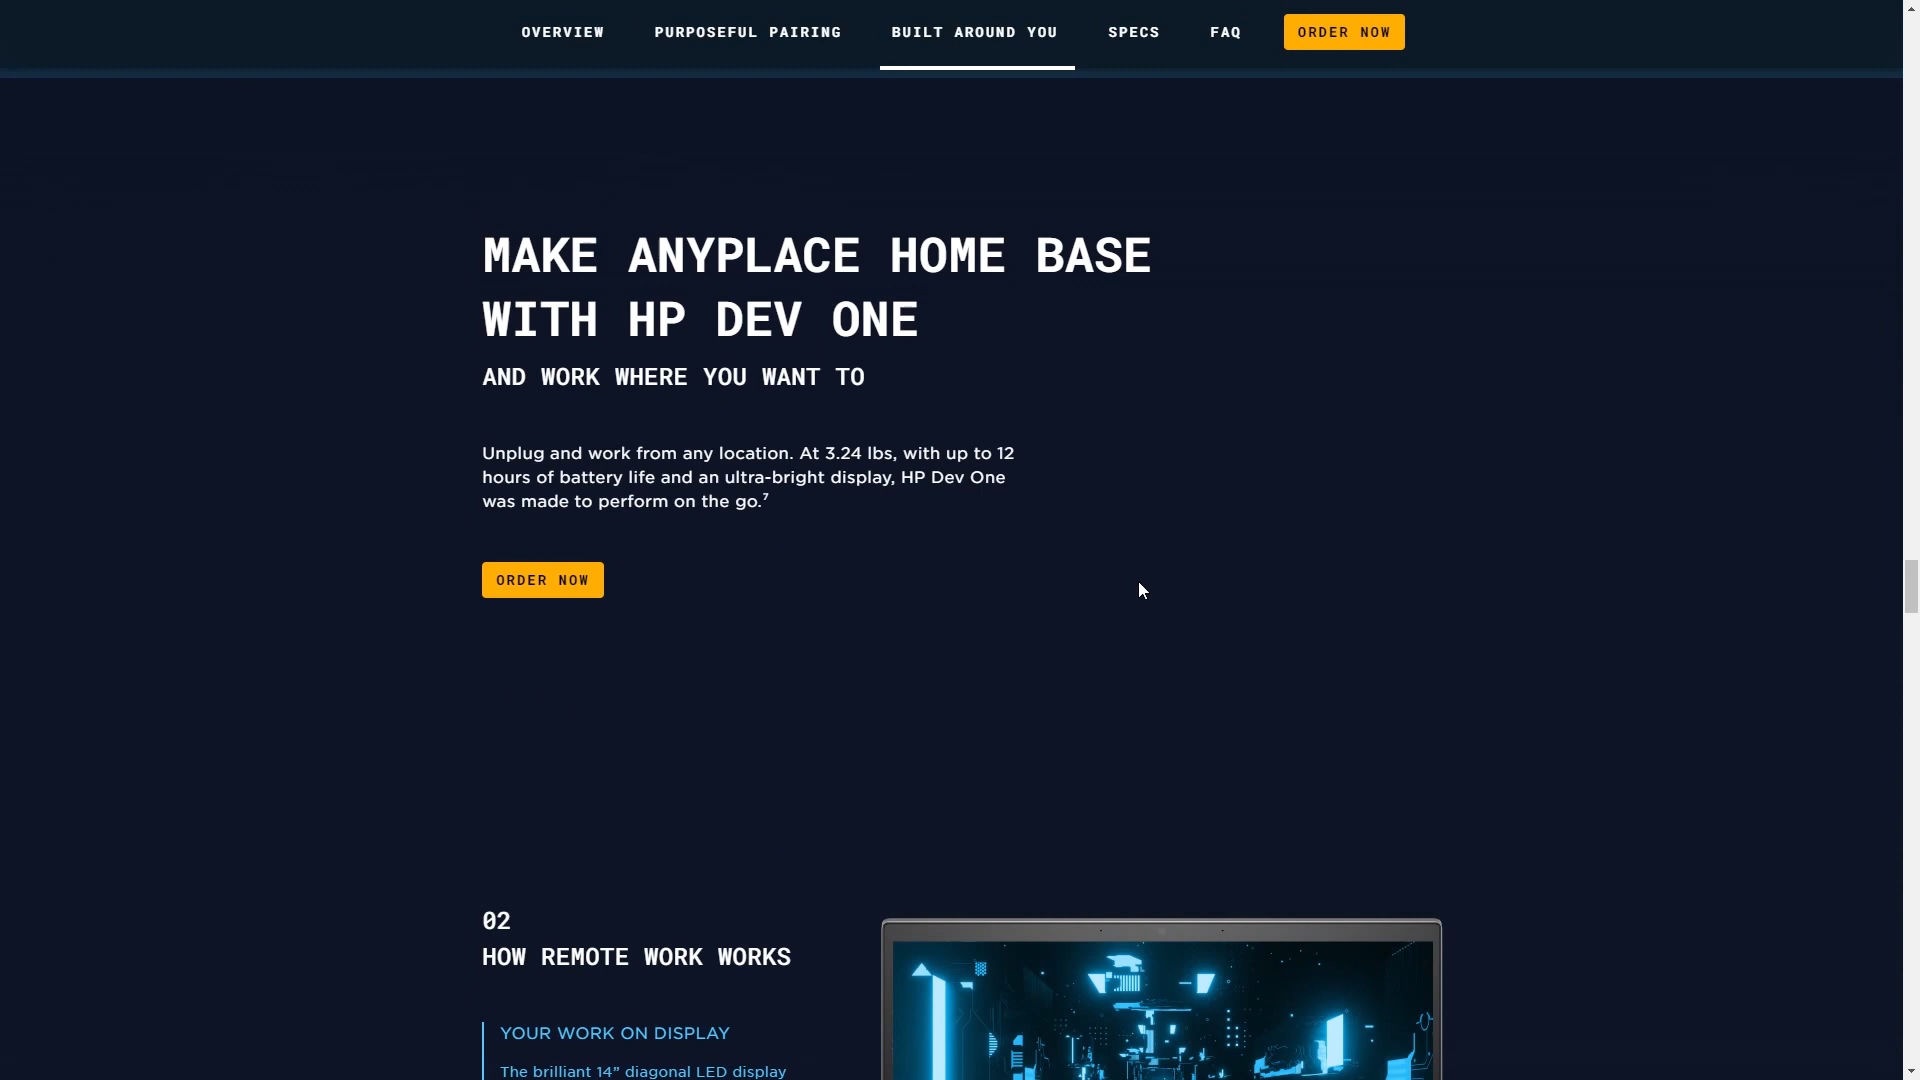 OVERVIEW PURPOSEFUL PAIRING BUILT AROUND YOU SPECS FAQ ORDER NOW
MAKE ANYPLACE HOME BASE
WITH HP DEV ONE
AND WORK WHERE YOU WANT TO
Unplug and work from any location. At 3.24 lbs, with up to 12
hours of battery life and an ultra-bright display, HP Dev One
was made to perform on the go.⁷
ORDER NOW
02
HOW REMOTE WORK WORKS
YOUR WORK ON DISPLAY
The brilliant 14” diagonal LED display